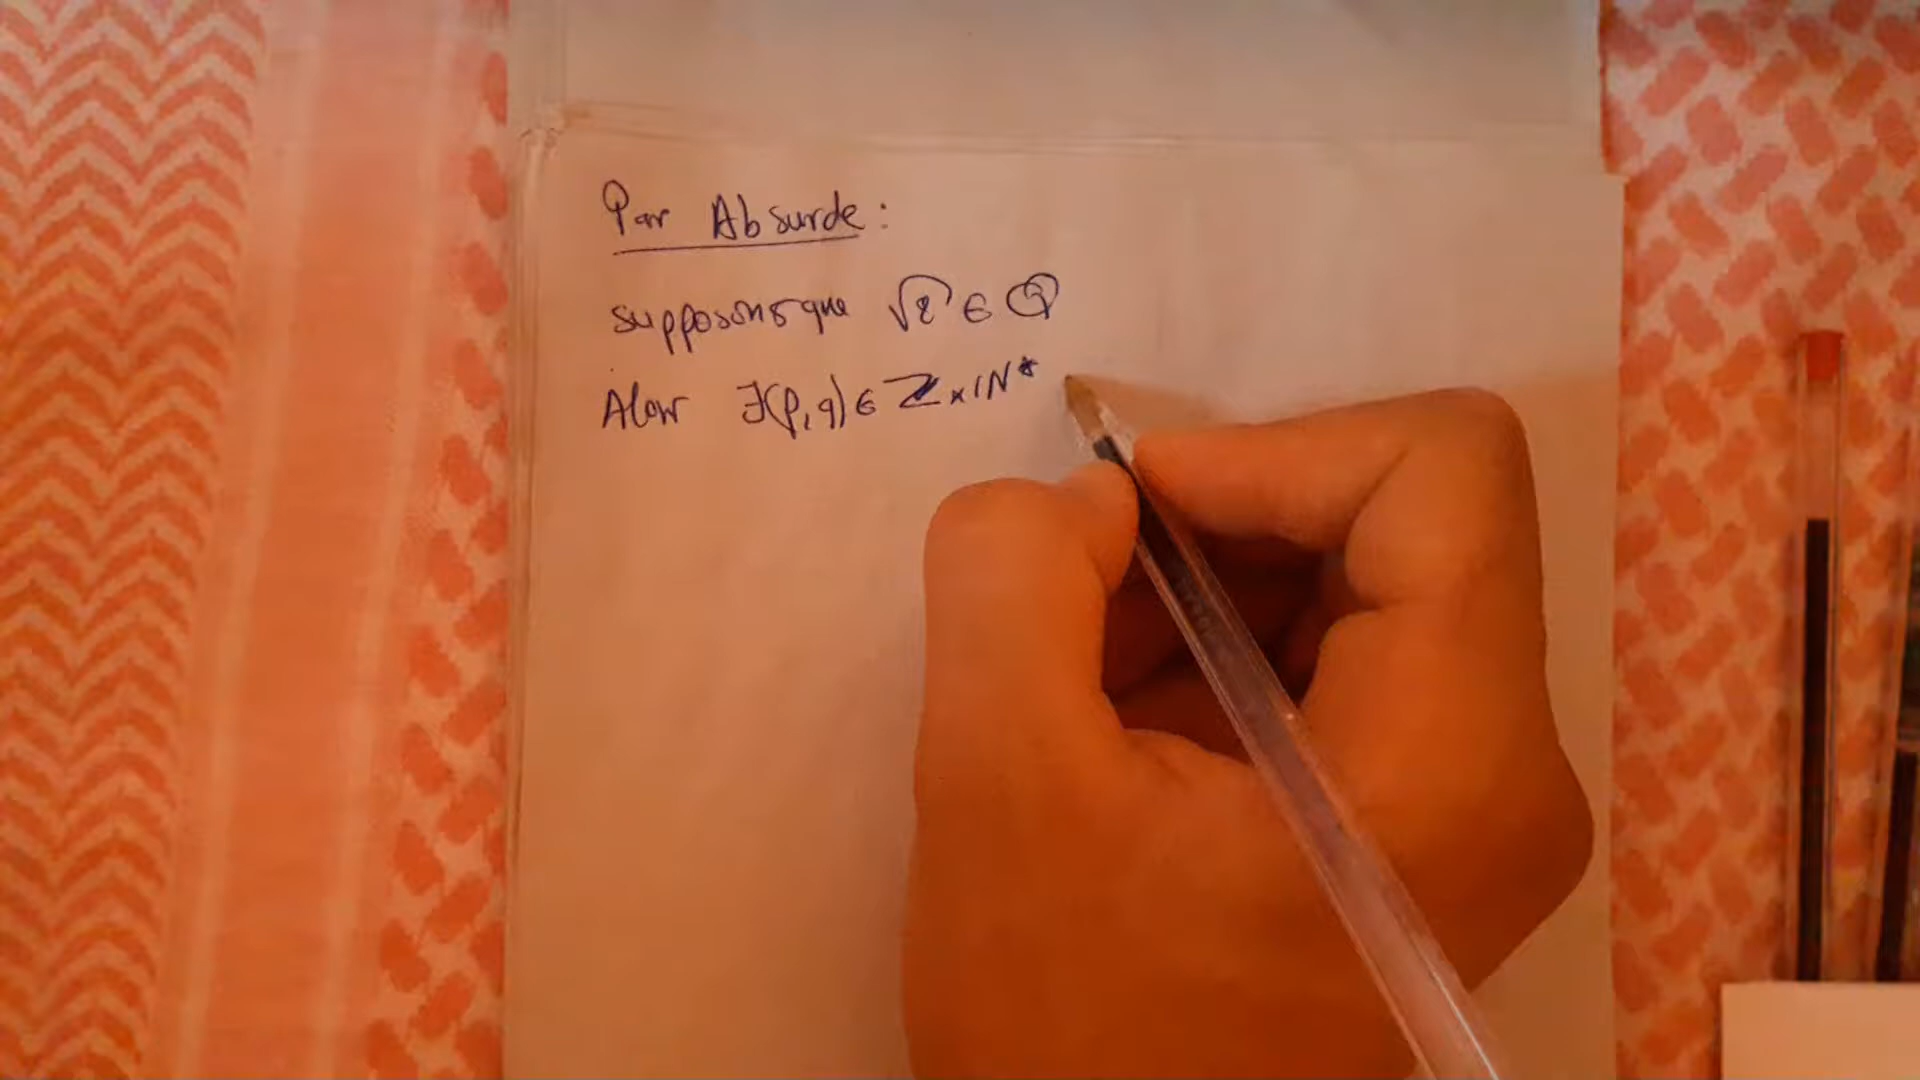 Par Absurde :
supposons que √2 ∈ ℚ
Alors ∃(p,q) ∈ ℤ × ℕ*